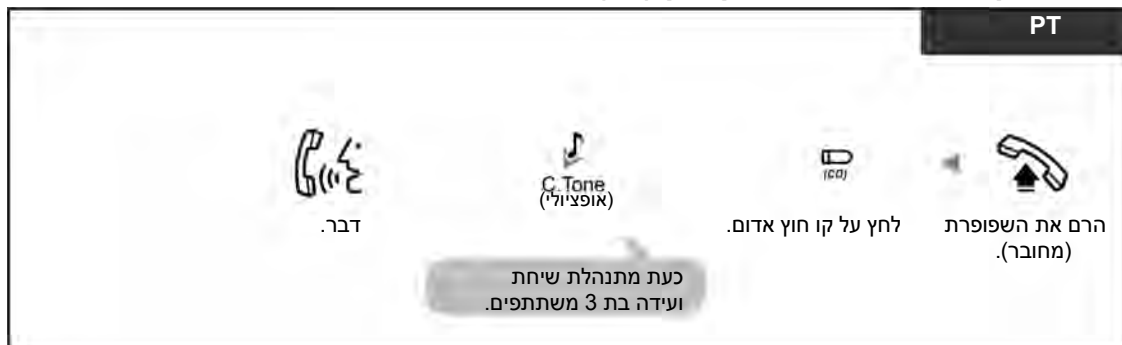 PT
(CO)
C.Tone
(אופציולי)
הרם את השפופרת
(מחובר).
לחץ על קו חוץ אדום.
דבר.
כעת מתנהלת שיחת
ועידה בת 3 משתתפים.